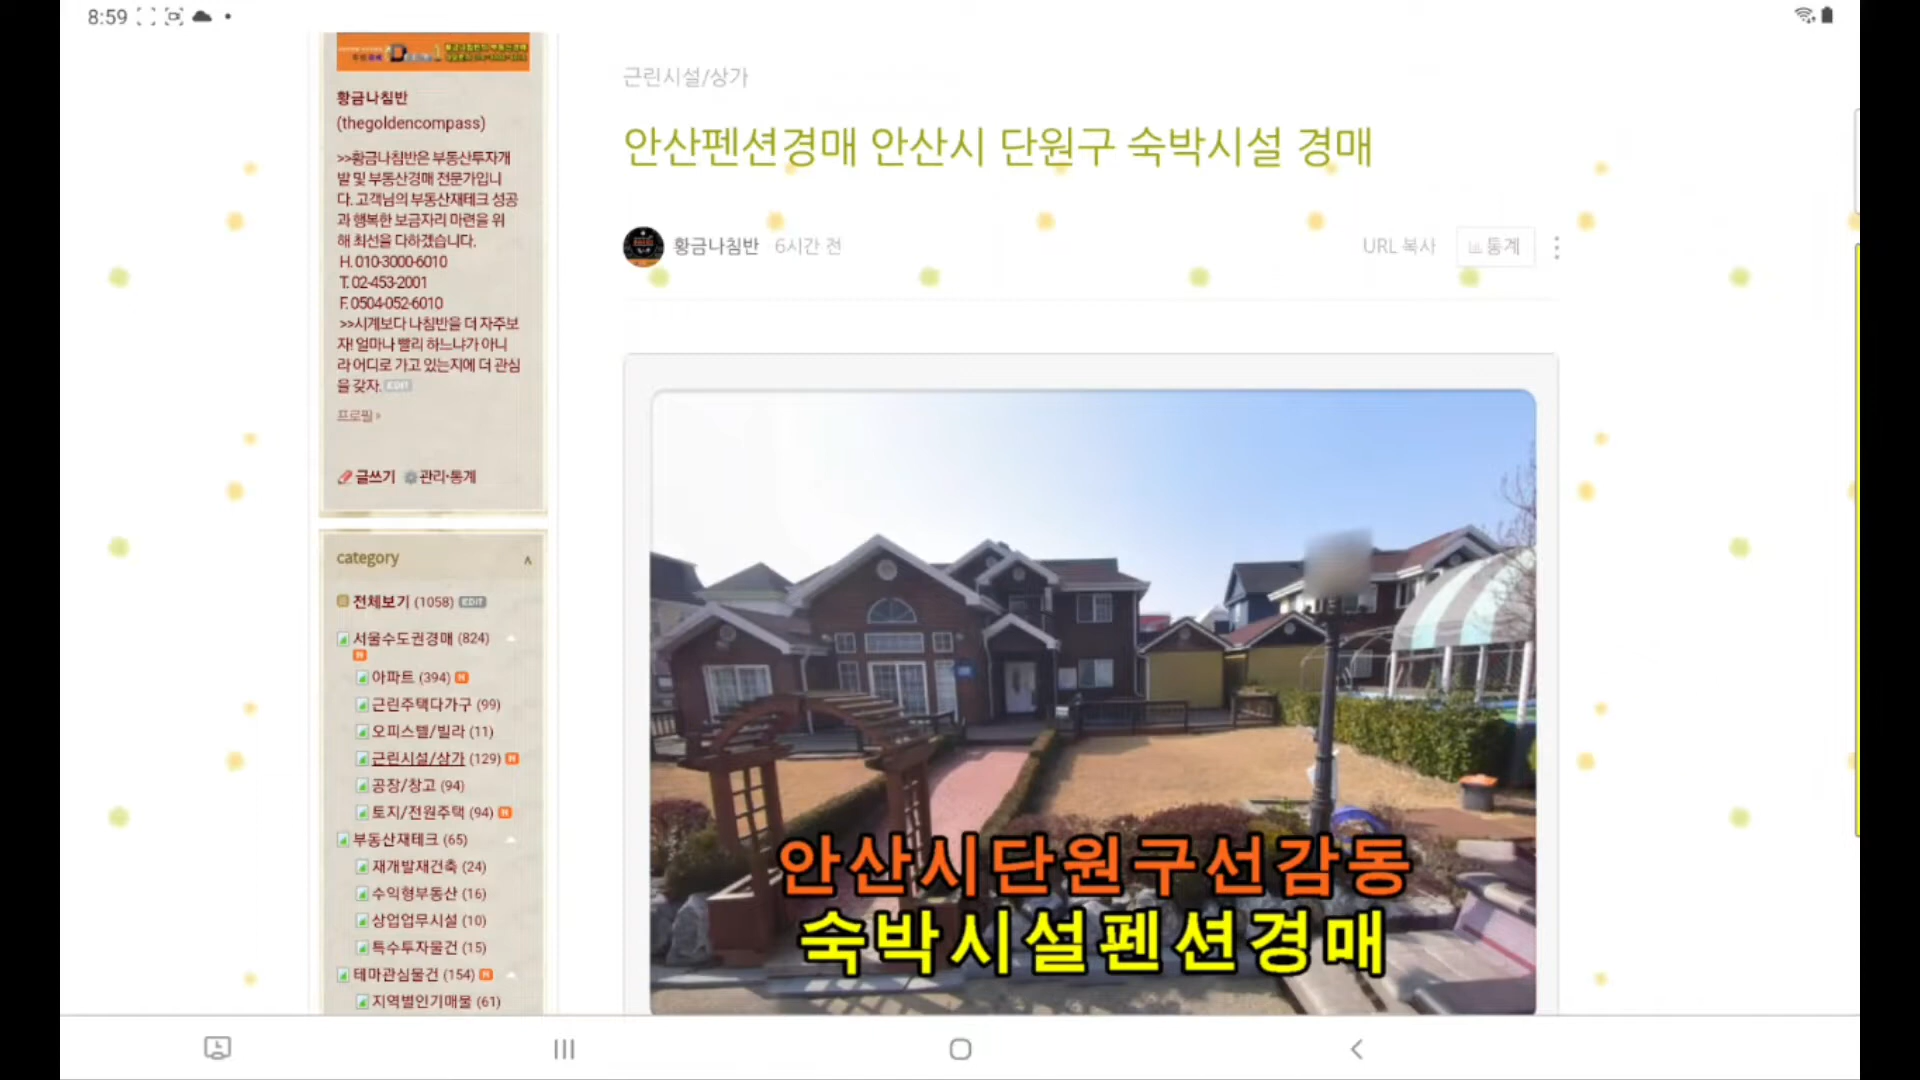 8:59
황금나침반
(thegoldencompass)
>>황금나침반은 부동산투자개
발 및 부동산경매 전문가입니
다. 고객님의 부동산재테크 성공
과 행복한 보금자리 마련을 위
해 최선을 다하겠습니다.
H. 010-3000-6010
T. 02-453-2001
F. 0504-052-6010
>>시계보다 나침반을 더 자주보
자! 얼마나 빨리 하느냐가 아니
라 어디로 가고 있는지에 더 관심
을 갖자. EDIT
프로필
글쓰기 관리·통계
category
전체보기 (1058) EDIT
서울수도권경매 (824)
N
아파트 (394) N
근린주택다가구 (99)
오피스텔/빌라 (11)
근린시설/상가 (129) N
공장/창고 (94)
토지/전원주택 (94) N
부동산재테크 (65)
재개발재건축 (24)
수익형부동산 (16)
상업업무시설 (10)
특수투자물건 (15)
테마관심물건 (154) N
지역별인기매물 (61)
근린시설/상가
안산펜션경매 안산시 단원구 숙박시설 경매
황금나침반 6시간 전
URL 복사 통계
안산시단원구선감동
숙박시설펜션경매